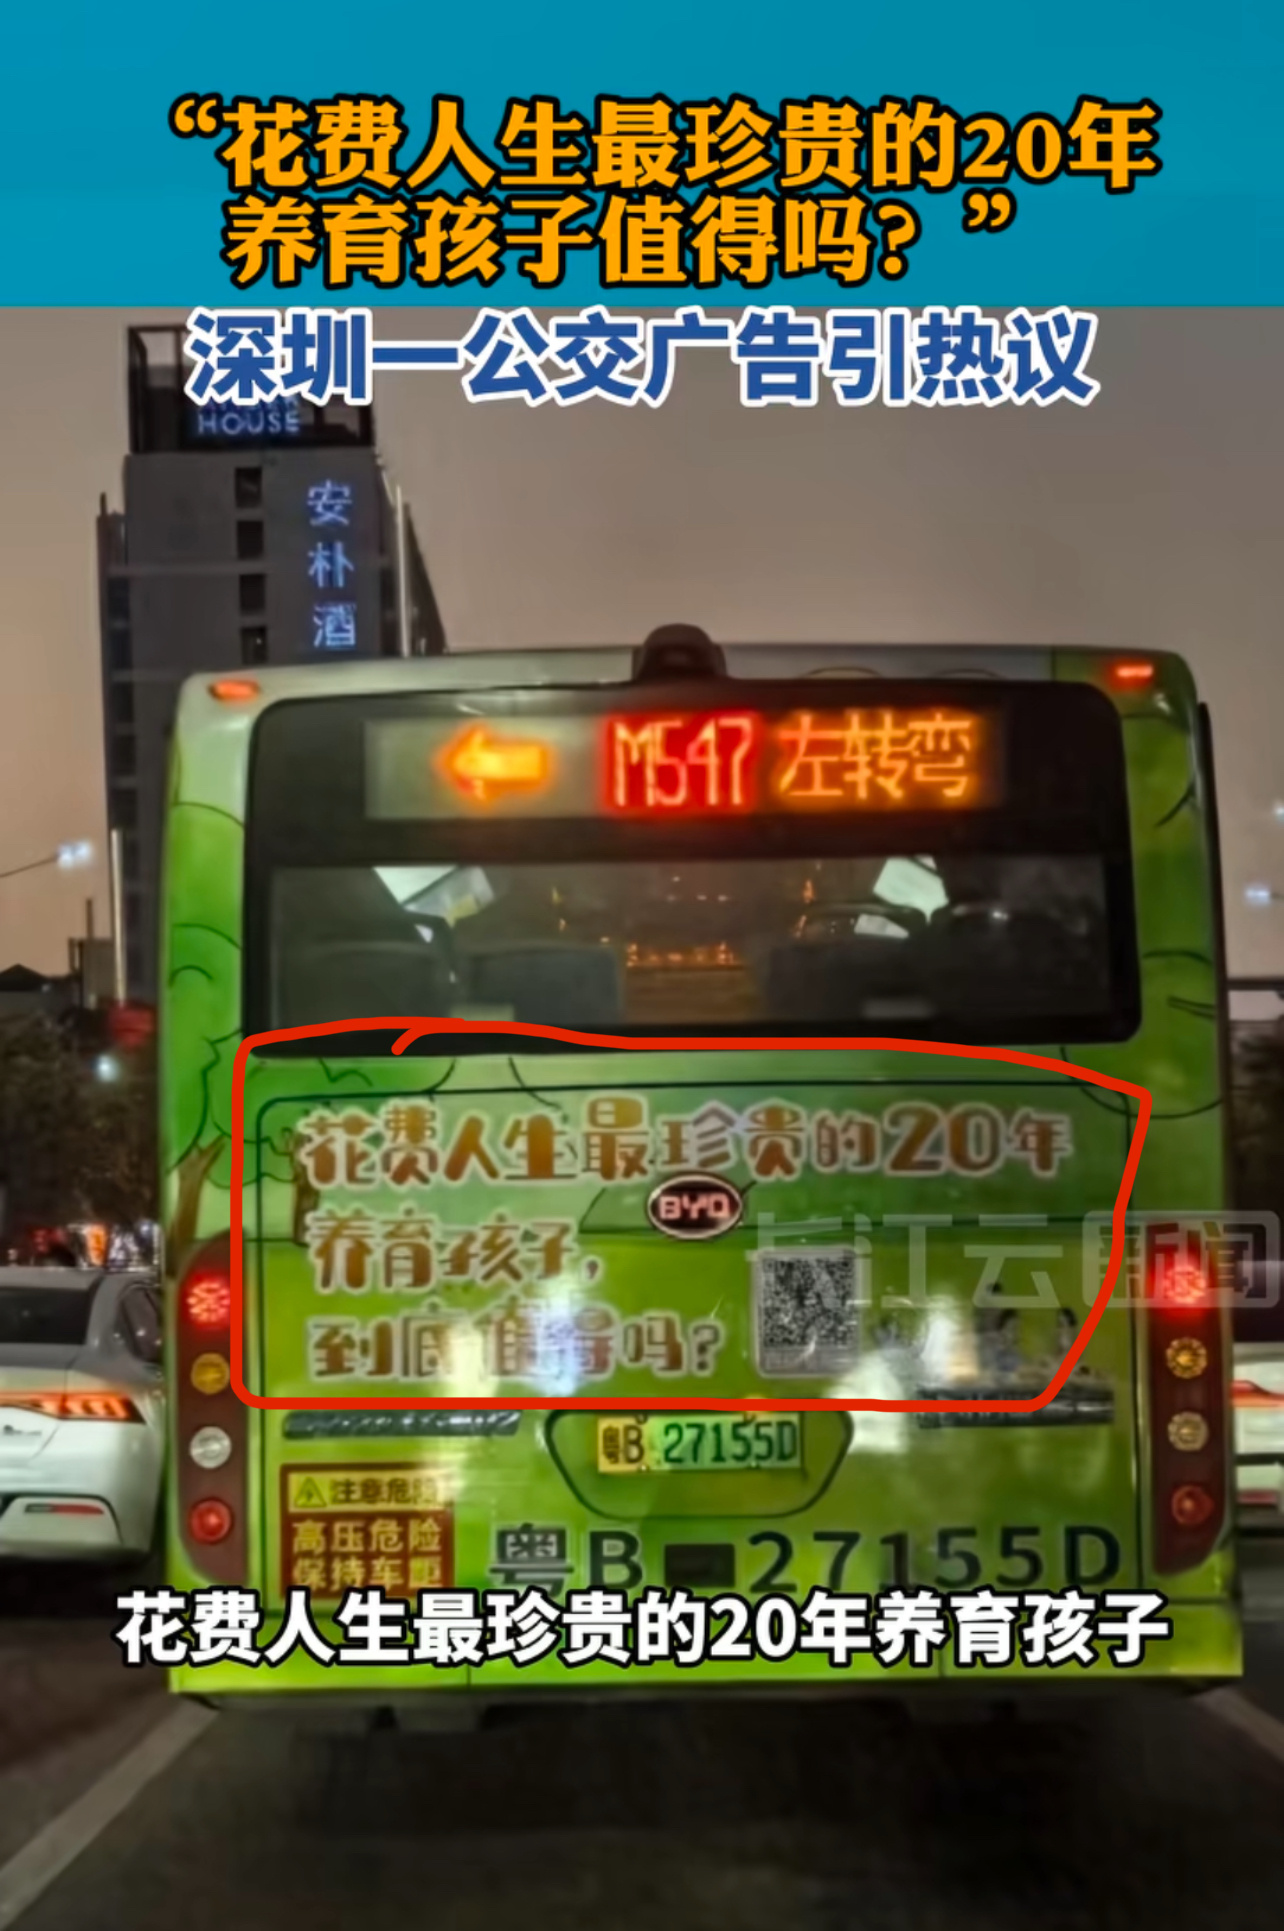 “花费人生最珍贵的20年
养育孩子值得吗？”
深圳一公交广告引热议
HOUSE
安
朴
酒
M547 左转弯
花费人生最珍贵的20年
BYD
养育孩子，
到底值得吗?
江云新闻
粤B 27155D
注意危险
高压危险
保持车距
粤B 27155D
花费人生最珍贵的20年养育孩子